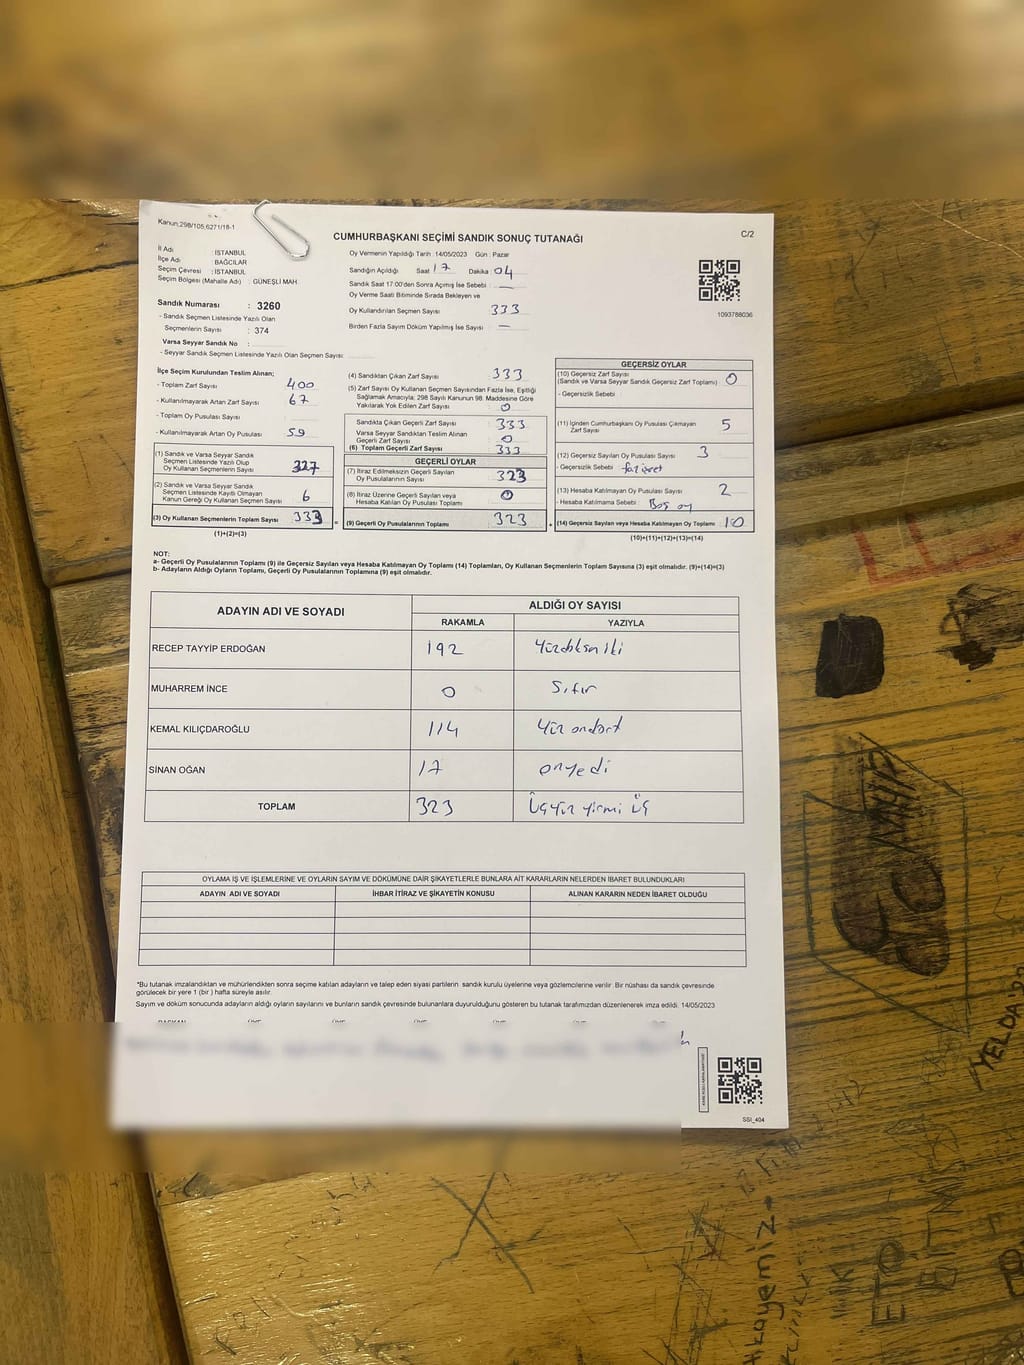 Kanun:298/105,6271/18-1
CUMHURBAŞKANI SEÇİMİ SANDIK SONUÇ TUTANAĞI
C/2
İl Adı : İSTANBUL
İlçe Adı : BAĞCILAR
Seçim Çevresi : İSTANBUL
Seçim Bölgesi (Mahalle Adı) : GÜNEŞLİ MAH.
Sandık Numarası : 3260
- Sandık Seçmen Listesinde Yazılı Olan
Seçmenlerin Sayısı : 374
Varsa Seyyar Sandık No :
- Seyyar Sandık Seçmen Listesinde Yazılı Olan Seçmen Sayısı:
Oy Vermenin Yapıldığı Tarih :14/05/2023 Gün : Pazar
Sandığın Açıldığı Saat 17 Dakika 04
Sandık Saat 17.00'den Sonra Açımış İse Sebebi : —
Oy Verme Saati Bitiminde Sırada Bekleyen ve
Oy Kullandırılan Seçmen Sayısı : 333
Birden Fazla Sayım Döküm Yapılmış İse Sayısı : —
1093788036
İlçe Seçim Kurulundan Teslim Alınan;
- Toplam Zarf Sayısı : 400
- Kullanılmayarak Artan Zarf Sayısı : 67
- Toplam Oy Pusulası Sayısı :
- Kullanılmayarak Artan Oy Pusulası : 59
(1) Sandık ve Varsa Seyyar Sandık
Seçmen Listesinde Yazılı Olup
Oy Kullanan Seçmenlerin Sayısı : 327
(2) Sandık ve Varsa Seyyar Sandık
Seçmen Listesinde Kayıtlı Olmayan
Kanun Gereği Oy Kullanan Seçmen Sayısı : 6
(3) Oy Kullanan Seçmenlerin Toplam Sayısı : 333
(1)+(2)=(3)
(4) Sandıktan Çıkan Zarf Sayısı : 333
(5) Zarf Sayısı Oy Kullanan Seçmen Sayısından Fazla İse, Eşitliği
Sağlamak Amacıyla; 298 Sayılı Kanunun 98. Maddesine Göre
Yakılarak Yok Edilen Zarf Sayısı : 0
Sandıkta Çıkan Geçerli Zarf Sayısı : 333
Varsa Seyyar Sandıktan Teslim Alınan
Geçerli Zarf Sayısı : 0
(6) Toplam Geçerli Zarf Sayısı : 333
GEÇERLİ OYLAR
(7) İtiraz Edilmeksizin Geçerli Sayılan
Oy Pusulalarının Sayısı : 323
(8) İtiraz Üzerine Geçerli Sayılan veya
Hesaba Katılan Oy Pusulası Toplamı : 0
= (9) Geçerli Oy Pusulalarının Toplamı : 323
GEÇERSİZ OYLAR
(10) Geçersiz Zarf Sayısı : 0
(Sandık ve Varsa Seyyar Sandık Geçersiz Zarf Toplamı)
- Geçersizlik Sebebi :
(11) İçinden Cumhurbaşkanı Oy Pusulası Çıkmayan : 5
Zarf Sayısı
(12) Geçersiz Sayılan Oy Pusulası Sayısı : 3
- Geçersizlik Sebebi :
(13) Hesaba Katılmayan Oy Pusulası Sayısı : 2
- Hesaba Katılmama Sebebi : Boş oy
+ (14) Geçersiz Sayılan veya Hesaba Katılmayan Oy Toplamı : 10
(10)+(11)+(12)+(13)=(14)
NOT:
a- Geçerli Oy Pusulalarının Toplamı (9) ile Geçersiz Sayılan veya Hesaba Katılmayan Oy Toplamı (14) Toplamları, Oy Kullanan Seçmenlerin Toplam Sayısına (3) eşit olmalıdır. (9)+(14)=(3)
b- Adayların Aldığı Oyların Toplamı, Geçerli Oy Pusulalarının Toplamına (9) eşit olmalıdır.
ADAYIN ADI VE SOYADI
ALDIĞI OY SAYISI
RAKAMLA YAZIYLA
RECEP TAYYİP ERDOĞAN 192 Yüzdoksaniki
MUHARREM İNCE 0 Sıfır
KEMAL KILIÇDAROĞLU 114 Yüz ondört
SİNAN OĞAN 17 onyedi
TOPLAM 323 Üçyüz yirmi üç
OYLAMA İŞ VE İŞLEMLERİNE VE OYLARIN SAYIM VE DÖKÜMÜNE DAİR ŞİKAYETLERLE BUNLARA AİT KARARLARIN NELERDEN İBARET BULUNDUKLARI
ADAYIN ADI VE SOYADI İHBAR İTİRAZ VE ŞİKAYETİN KONUSU ALINAN KARARIN NEDEN İBARET OLDUĞU
*Bu tutanak imzalandıktan ve mühürlendikten sonra seçime katılan adayların ve talep eden siyasi partilerin sandık kurulu üyelerine veya gözlemcilerine verilir. Bir nüshası da sandık çevresinde
görülecek bir yere 1 (bir ) hafta süreyle asılır.
Sayım ve döküm sonucunda adayların aldığı oyların sayılarını ve bunların sandık çevresinde bulunanlara duyurulduğunu gösteren bu tutanak tarafımızdan düzenlenerek imza edildi. 14/05/2023
SSI_404
YELDA